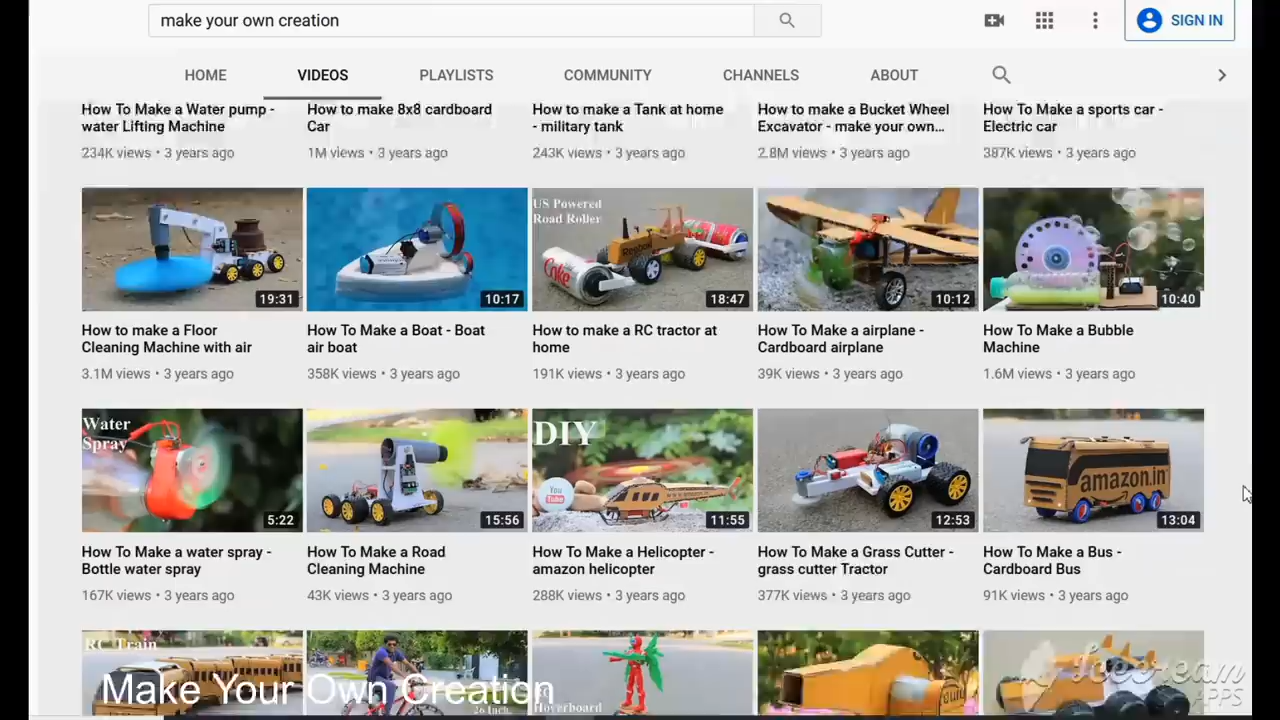 make your own creation
SIGN IN
HOME
VIDEOS
PLAYLISTS
COMMUNITY
CHANNELS
ABOUT
How To Make a Water pump -
water Lifting Machine
234K views • 3 years ago
How to make 8x8 cardboard
Car
1M views • 3 years ago
How to make a Tank at home
- military tank
243K views • 3 years ago
How to make a Bucket Wheel
Excavator - make your own...
2.8M views • 3 years ago
How To Make a sports car -
Electric car
387K views • 3 years ago
19:31
How to make a Floor
Cleaning Machine with air
3.1M views • 3 years ago
10:17
How To Make a Boat - Boat
air boat
358K views • 3 years ago
US Powered
Road Roller
Reebok
Coke
18:47
How to make a RC tractor at
home
191K views • 3 years ago
10:12
How To Make a airplane -
Cardboard airplane
39K views • 3 years ago
10:40
How To Make a Bubble
Machine
1.6M views • 3 years ago
Water
Spray
5:22
How To Make a water spray -
Bottle water spray
167K views • 3 years ago
15:56
How To Make a Road
Cleaning Machine
43K views • 3 years ago
DIY
You
Tube
11:55
How To Make a Helicopter -
amazon helicopter
288K views • 3 years ago
12:53
How To Make a Grass Cutter -
grass cutter Tractor
377K views • 3 years ago
amazon.in
13:04
How To Make a Bus -
Cardboard Bus
91K views • 3 years ago
RC Train
26 Inch
Hoverboard
Make Your Own Creation
Icecream
APPS